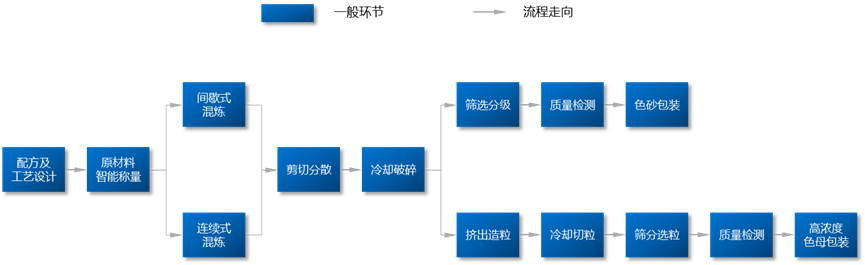 一般环节
流程走向
间歇式
混炼
筛选分级
质量检测
色砂包装
配方及
工艺设计
原材料
智能称量
剪切分散
冷却破碎
连续式
混炼
挤出造粒
冷却切粒
筛分选粒
质量检测
高浓度
色母包装